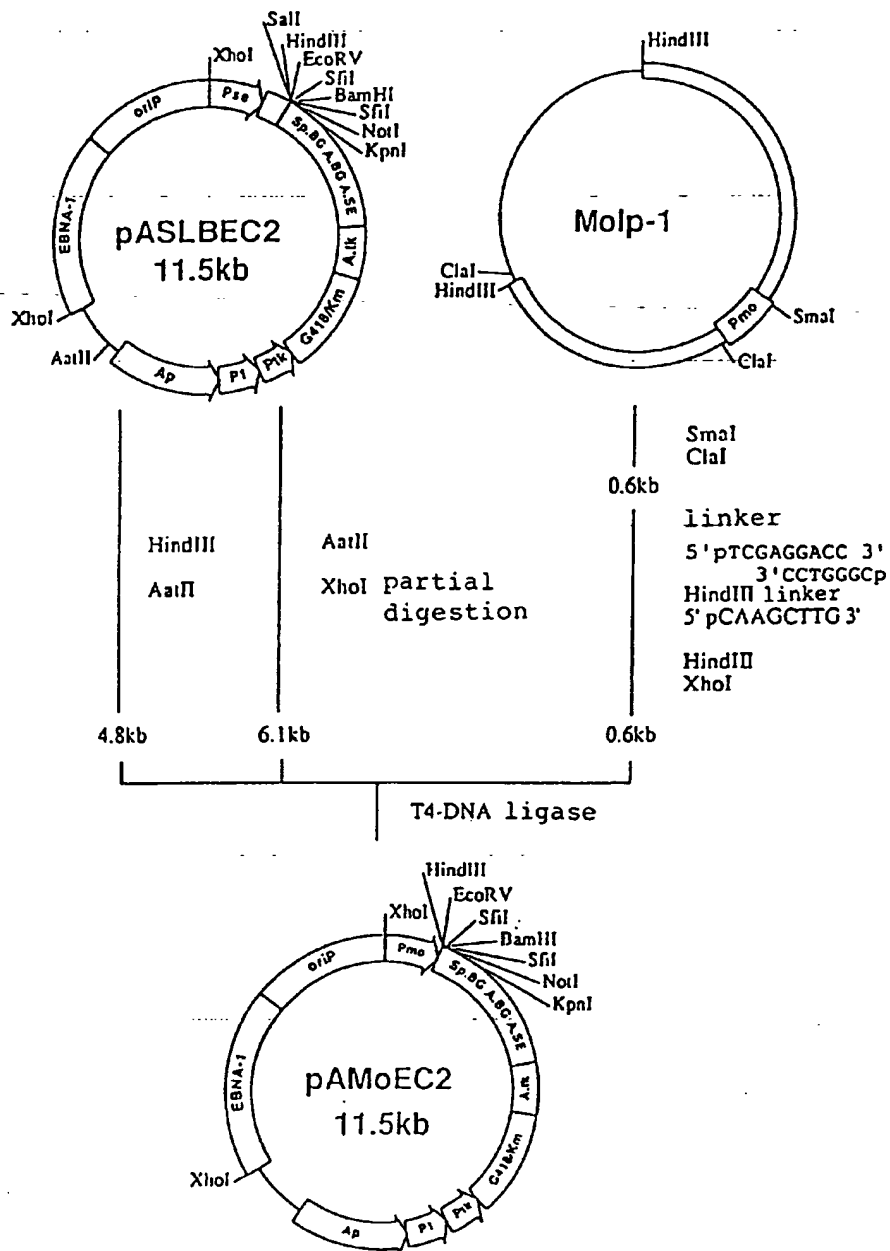 SalI
HindIII
EcoRV
XhoI
SfiI
BamHI
SfiI
NotI
KpnI
Pse
oriP
Sp.BG A.BG A.SE
EBNA-1
A.tk
G418/Km
Ptk
P1
Ap
XhoI
AatII
pASLBEC2
11.5kb
HindIII
MoIp-1
ClaI
HindIII
Pmo
SmaI
ClaI
HindIII
AatII
AatII
XhoI partial
digestion
SmaI
ClaI
0.6kb
linker
5'pTCGAGGACC 3'
3'CCTGGGCp
HindIII linker
5'pCAAGCTTG 3'
HindIII
XhoI
4.8kb
6.1kb
0.6kb
T4-DNA ligase
HindIII
EcoRV
XhoI
SfiI
BamIII
SfiI
NotI
KpnI
Pmo
oriP
Sp.BG A.BG A.SE
EBNA-1
G418/Km
Ptk
P1
Ap
XhoI
pAMoEC2
11.5kb